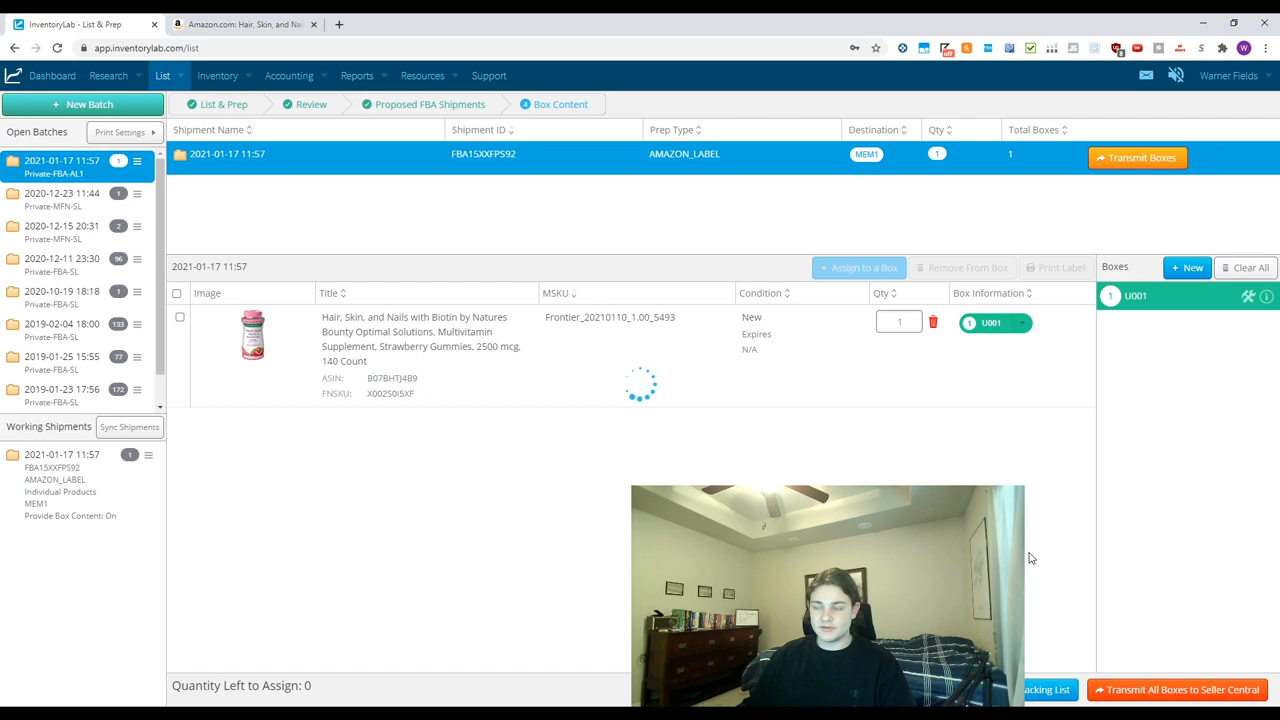 InventoryLab - List & Prep
Amazon.com: Hair, Skin, and Nai
app.inventorylab.com/list
Dashboard Research List Inventory Accounting Reports Resources Support Warner Fields
+ New Batch
List & Prep Review Proposed FBA Shipments 4 Box Content
Open Batches Print Settings
Shipment Name Shipment ID Prep Type Destination Qty Total Boxes
2021-01-17 11:57 FBA15XXFPS92 AMAZON_LABEL MEM1 1 1 Transmit Boxes
2021-01-17 11:57 1
Private-FBA-AL1
2020-12-23 11:44 1
Private-MFN-SL
2020-12-15 20:31 2
Private-MFN-SL
2020-12-11 23:30 96
Private-FBA-SL
2020-10-19 18:18 1
Private-FBA-SL
2019-02-04 18:00 133
Private-FBA-SL
2019-01-25 15:55 77
Private-FBA-SL
2019-01-23 17:56 172
Private-FBA-SL
Working Shipments Sync Shipments
2021-01-17 11:57 1
FBA15XXFPS92
AMAZON_LABEL
Individual Products
MEM1
Provide Box Content: On
2021-01-17 11:57 + Assign to a Box Remove From Box Print Label
Boxes + New Clear All
Image Title MSKU Condition Qty Box Information
1 U001
Hair, Skin, and Nails with Biotin by Natures
Bounty Optimal Solutions, Multivitamin
Supplement, Strawberry Gummies, 2500 mcg,
140 Count
ASIN: B07BHTJ4B9
FNSKU: X002S0I5XF
Frontier_20210110_1.00_5493
New
Expires
N/A
1
1 U001
Quantity Left to Assign: 0
acking List
Transmit All Boxes to Seller Central